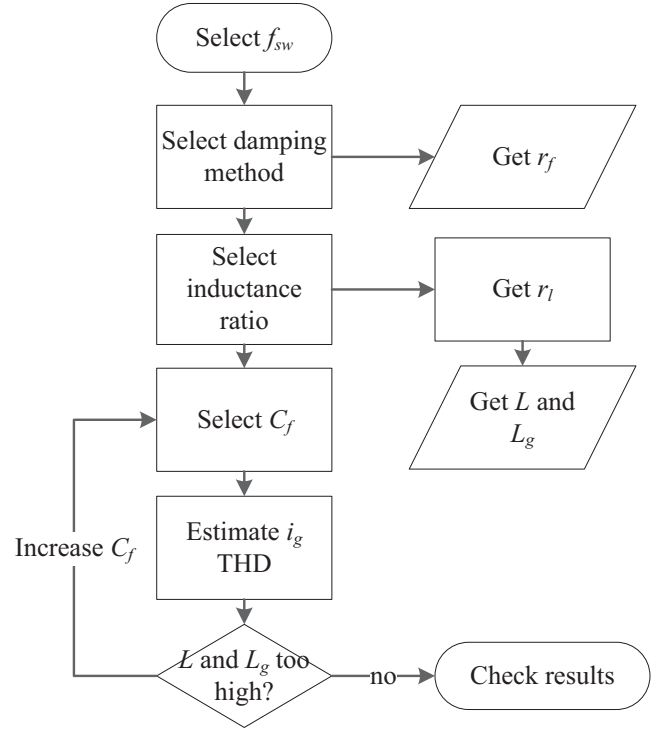 Select f_sw
Select damping
method
Get r_f
Select
inductance
ratio
Get r_l
Select C_f
Get L and
L_g
Estimate i_g
THD
Increase C_f
L and L_g too
high?
no
Check results